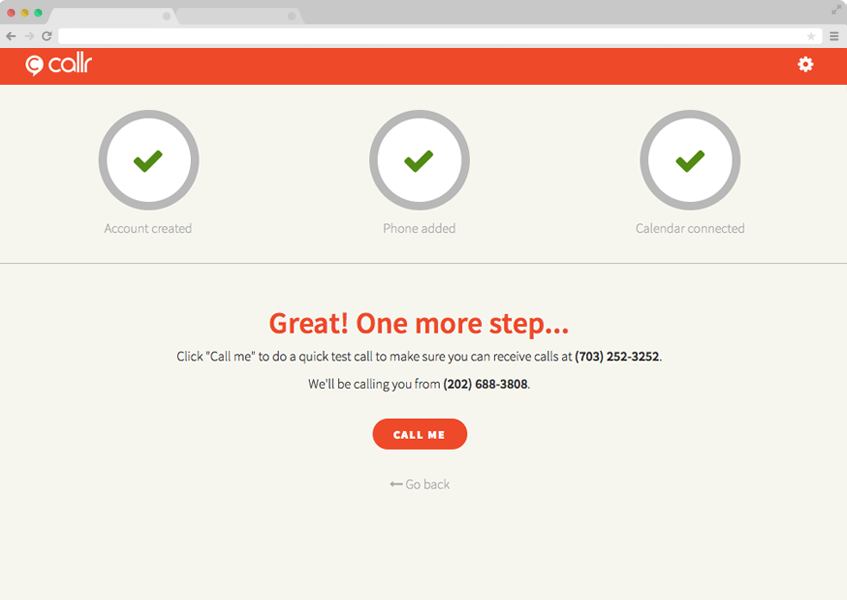 callr
Account created
Phone added
Calendar connected
Great! One more step...
Click "Call me" to do a quick test call to make sure you can receive calls at (703) 252-3252.
We'll be calling you from (202) 688-3808.
CALL ME
Go back